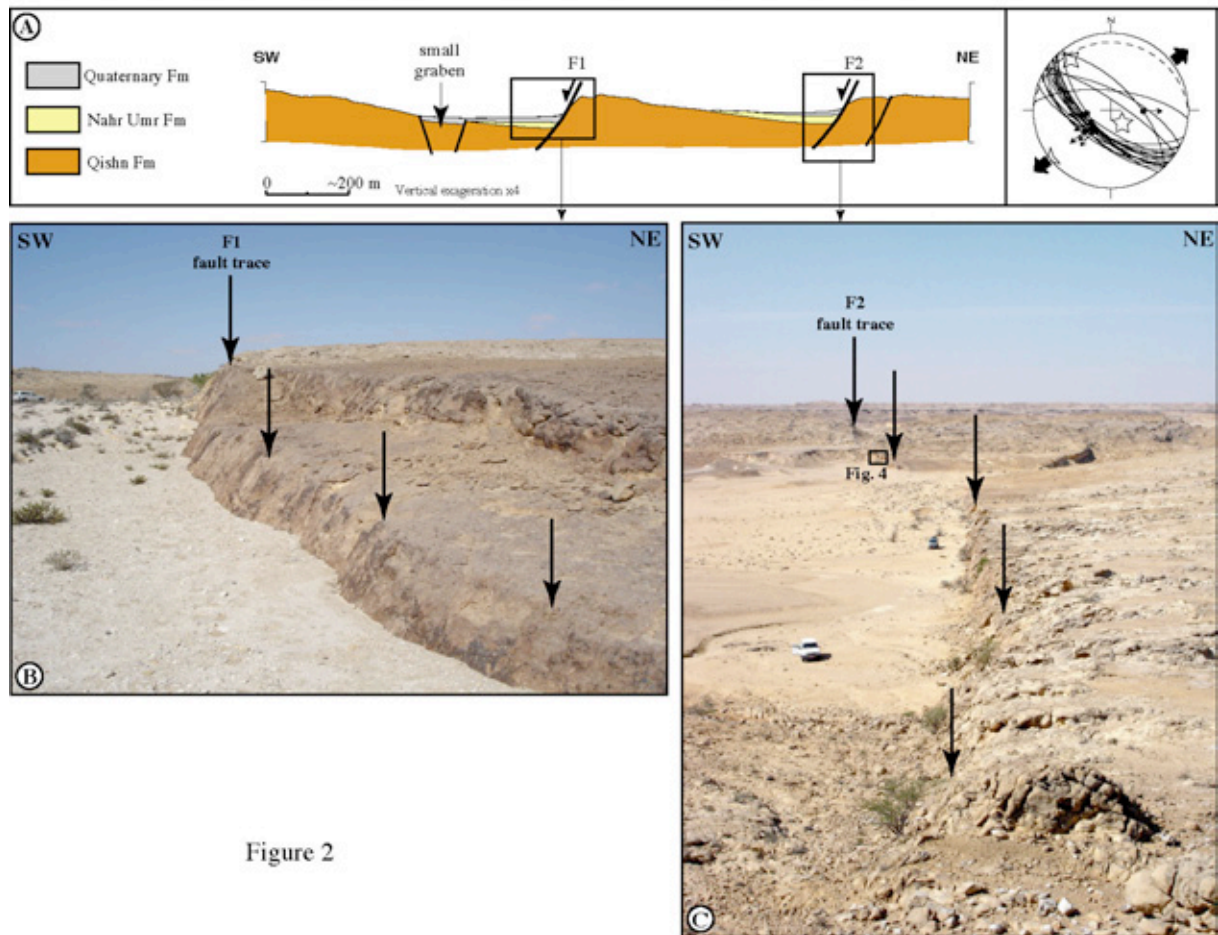 A
SW
small
graben
F1
F2
NE
N
Quaternary Fm
Nahr Umr Fm
Qishn Fm
0 ~200 m
Vertical exageration x4
SW
NE
F1
fault trace
B
SW
NE
F2
fault trace
Fig. 4
C
Figure 2